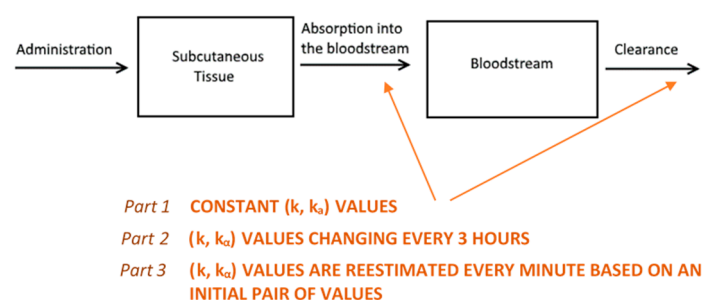 Administration
Subcutaneous
Tissue
Absorption into
the bloodstream
Bloodstream
Clearance
Part 1 CONSTANT (k, kₐ) VALUES
Part 2 (k, kα) VALUES CHANGING EVERY 3 HOURS
Part 3 (k, kα) VALUES ARE REESTIMATED EVERY MINUTE BASED ON AN
INITIAL PAIR OF VALUES